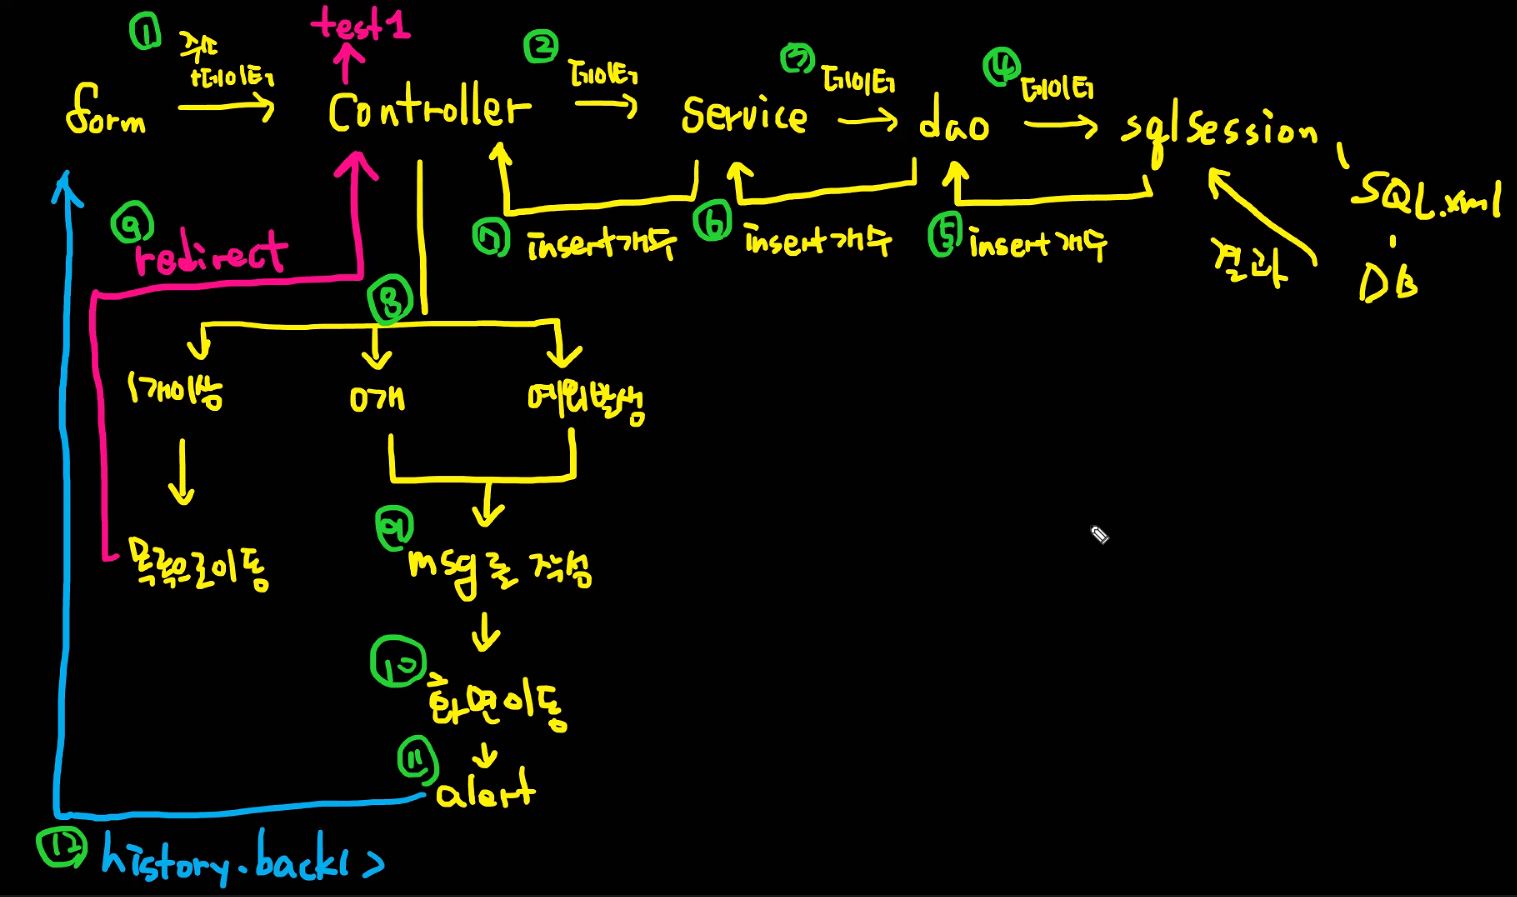 ① 주소
+데이터
test1
② 데이터
③ 데이터
④ 데이터
form
Controller
Service
dao
sqlsession
SQL.xml
DB
결과
⑤ insert개수
⑥ insert개수
⑦ insert개수
⑧
⑨ redirect
1개이상
0개
예외발생
목록으로이동
⑨ msg를 작성
⑩ 화면이동
⑪ alert
⑫ history.back()